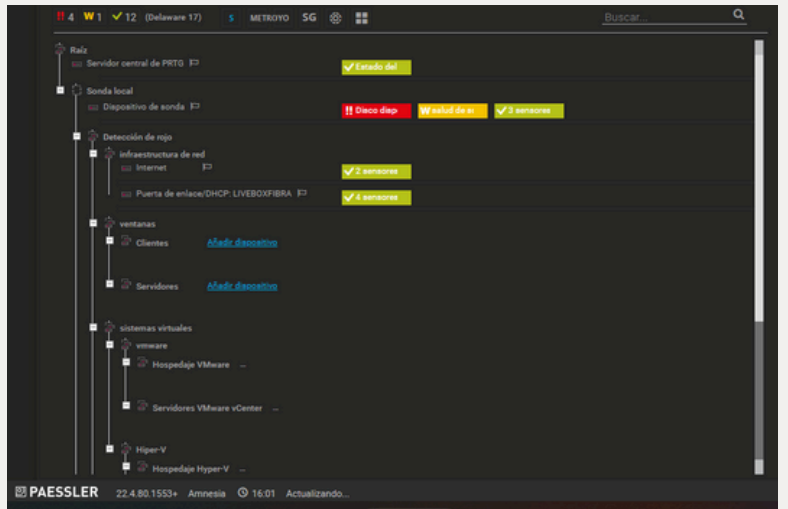 !! 4 W 1 ✓ 12 (Delaware 17) S METROYO SG
Buscar...
Raíz
Servidor central de PRTG
✓ Estado del
Sonda local
Dispositivo de sonda
!! Disco disp
W salud de se
✓ 3 sensores
Detección de rojo
infraestructura de red
Internet
✓ 2 sensores
Puerta de enlace/DHCP: LIVEBOXFIBRA
✓ 4 sensores
ventanas
Clientes Añadir dispositivo
Servidores Añadir dispositivo
sistemas virtuales
vmware
Hospedaje VMware ...
Servidores VMware vCenter ...
Hiper-V
Hospedaje Hyper-V ...
PAESSLER 22.4.80.1553+ Amnesia 16:01 Actualizando...